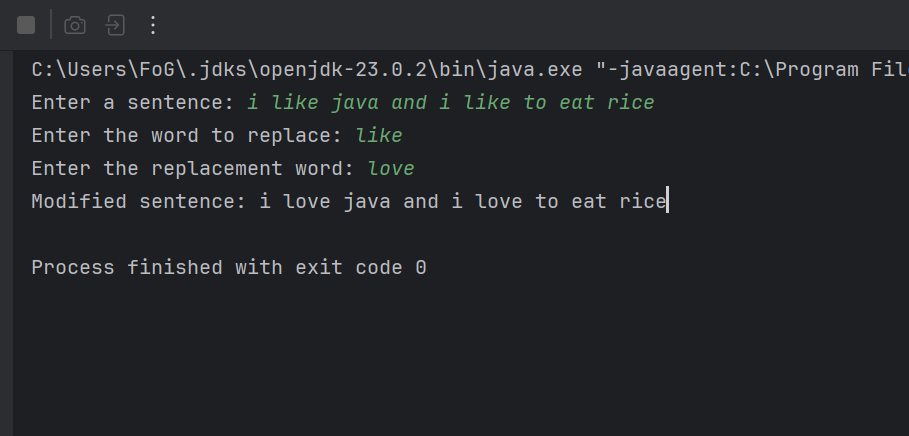 C:\Users\FoG\.jdks\openjdk-23.0.2\bin\java.exe "-javaagent:C:\Program
Enter a sentence: i like java and i like to eat rice
Enter the word to replace: like
Enter the replacement word: love
Modified sentence: i love java and i love to eat rice

Process finished with exit code 0